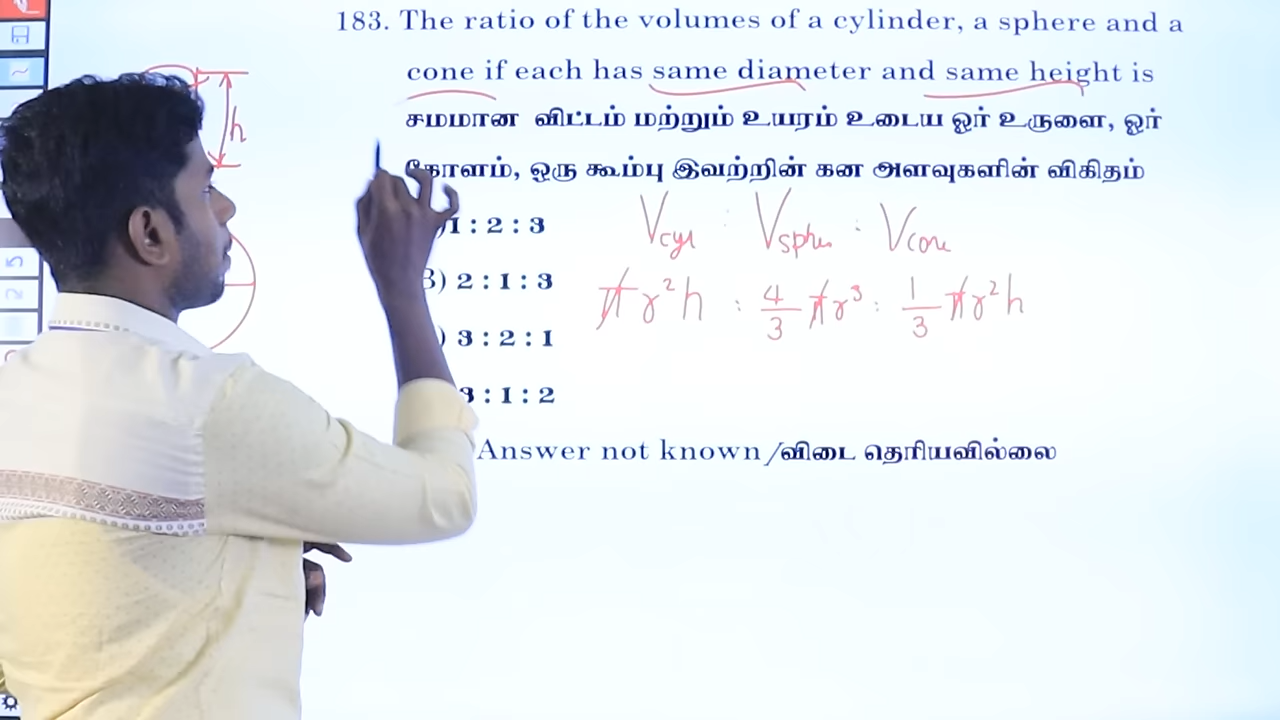 183. The ratio of the volumes of a cylinder, a sphere and a
cone if each has same diameter and same height is
சமமான விட்டம் மற்றும் உயரம் உடைய ஓர் உருளை, ஓர்
கோளம், ஒரு கூம்பு இவற்றின் கன அளவுகளின் விகிதம்
h
)1 : 2 : 3
V cyl : V sphe : V cone
B) 2 : 1 : 3
πr²h : 4/3 πr³ : 1/3 πr²h
) 3 : 2 : 1
3 : 1 : 2
Answer not known/விடை தெரியவில்லை